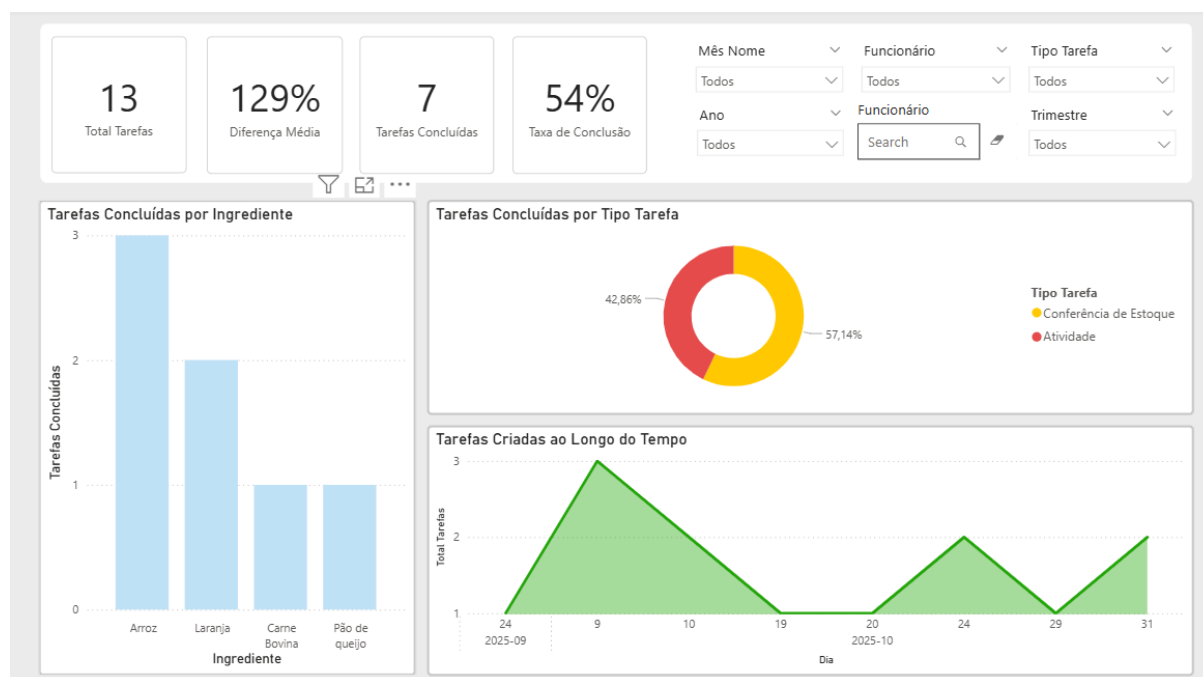 13
Total Tarefas
129%
Diferença Média
7
Tarefas Concluídas
54%
Taxa de Conclusão
Mês Nome
Todos
Funcionário
Todos
Tipo Tarefa
Todos
Ano
Todos
Funcionário
Search
Trimestre
Todos
Tarefas Concluídas por Ingrediente
Tarefas Concluídas
3
2
1
0
Arroz
Laranja
Carne
Bovina
Pão de
queijo
Ingrediente
Tarefas Concluídas por Tipo Tarefa
42,86%
57,14%
Tipo Tarefa
Conferência de Estoque
Atividade
Tarefas Criadas ao Longo do Tempo
Total Tarefas
3
2
1
24 9 10 19 20 24 29 31
2025-09 2025-10
Dia